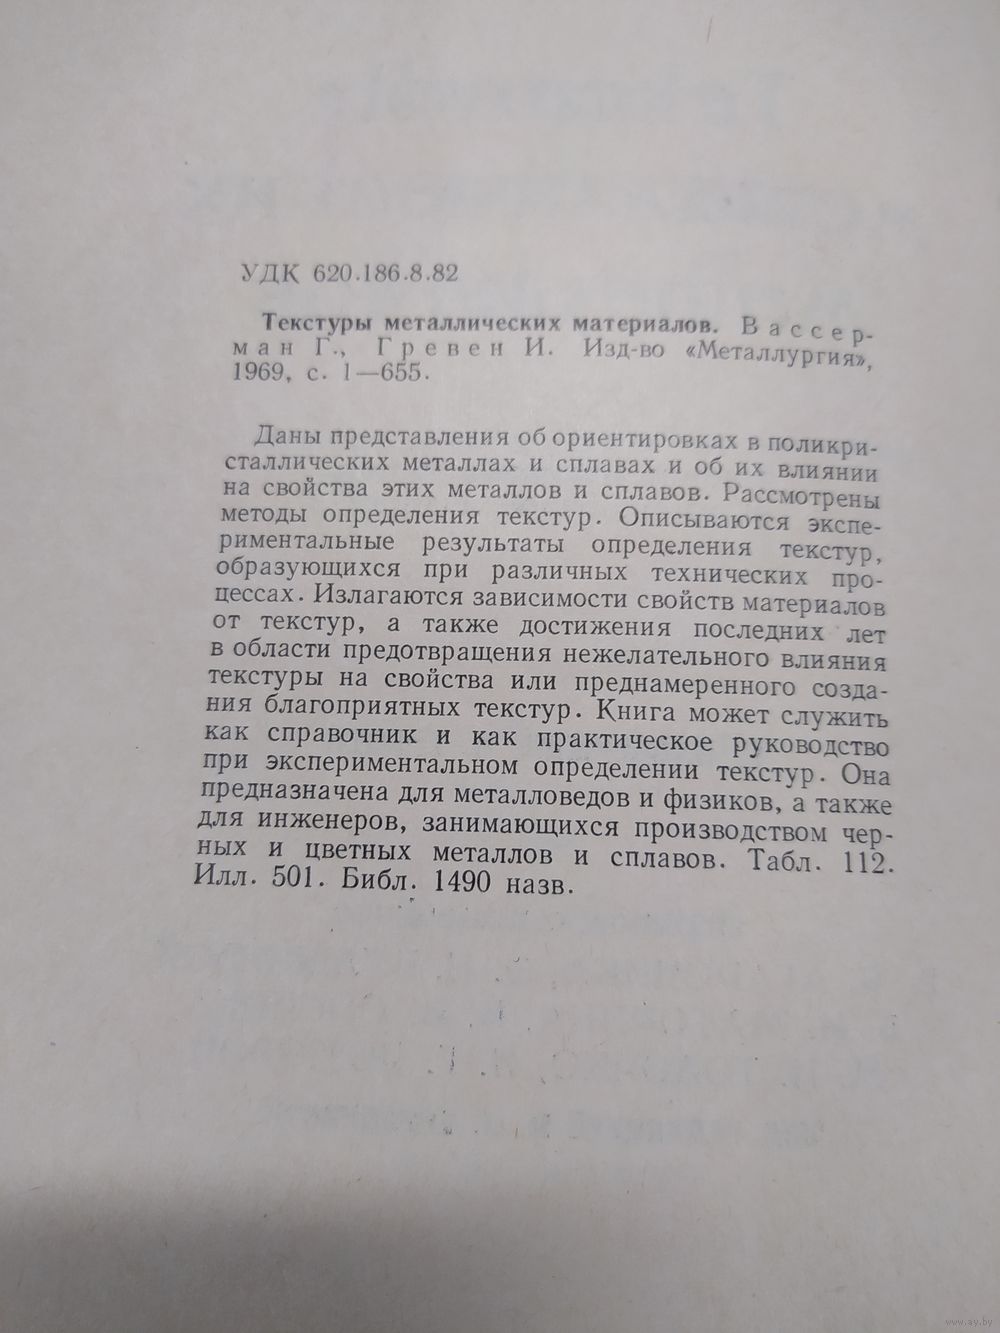 УДК 620.186.8.82
Текстуры металлических материалов. Вассер-
ман Г., Гревен И. Изд-во «Металлургия»,
1969, с. 1—655.
Даны представления об ориентировках в поликри-
сталлических металлах и сплавах и об их влиянии
на свойства этих металлов и сплавов. Рассмотрены
методы определения текстур. Описываются экспе-
риментальные результаты определения текстур,
образующихся при различных технических про-
цессах. Излагаются зависимости свойств материалов
от текстур, а также достижения последних лет
в области предотвращения нежелательного влияния
текстуры на свойства или преднамеренного созда-
ния благоприятных текстур. Книга может служить
как справочник и как практическое руководство
при экспериментальном определении текстур. Она
предназначена для металловедов и физиков, а также
для инженеров, занимающихся производством чер-
ных и цветных металлов и сплавов. Табл. 112.
Илл. 501. Библ. 1490 назв.
www.ay.by